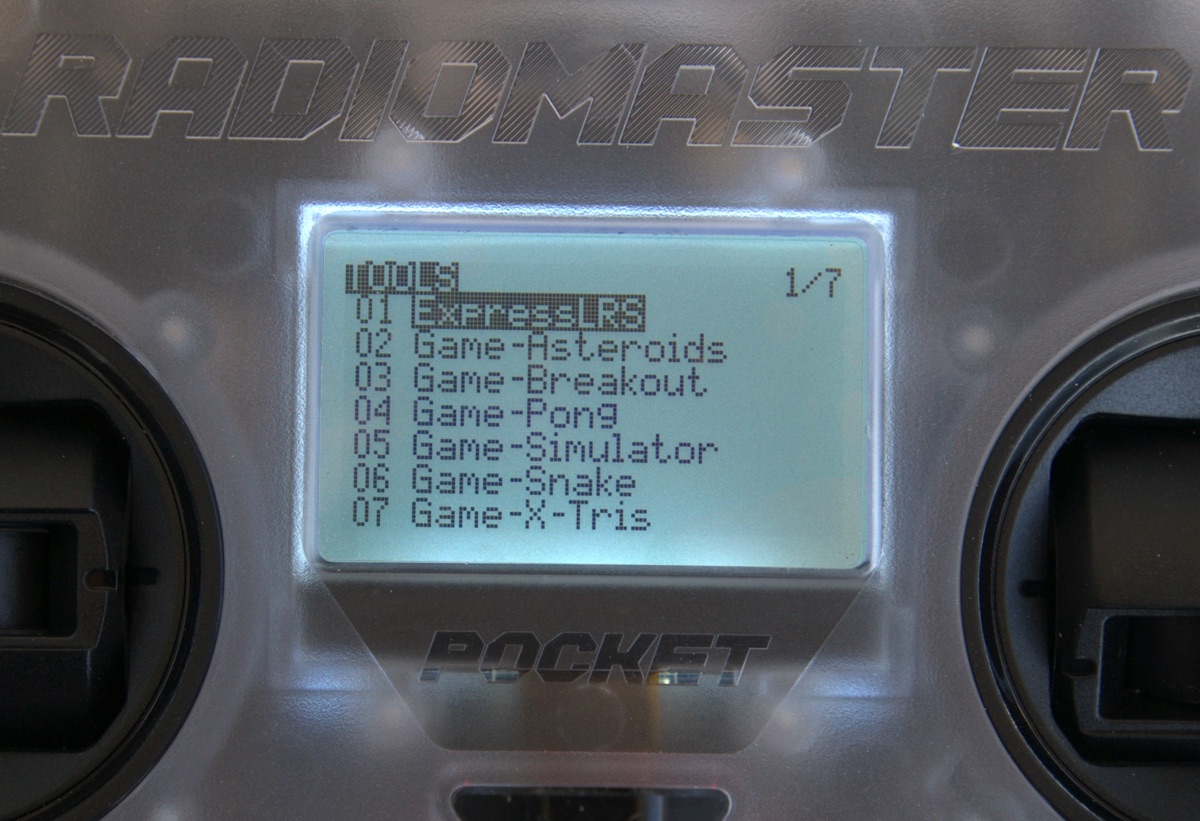 RADIOMASTER
TOOLS 1/7
01 ExpressLRS
02 Game-Asteroids
03 Game-Breakout
04 Game-Pong
05 Game-Simulator
06 Game-Snake
07 Game-X-Tris
POCKET